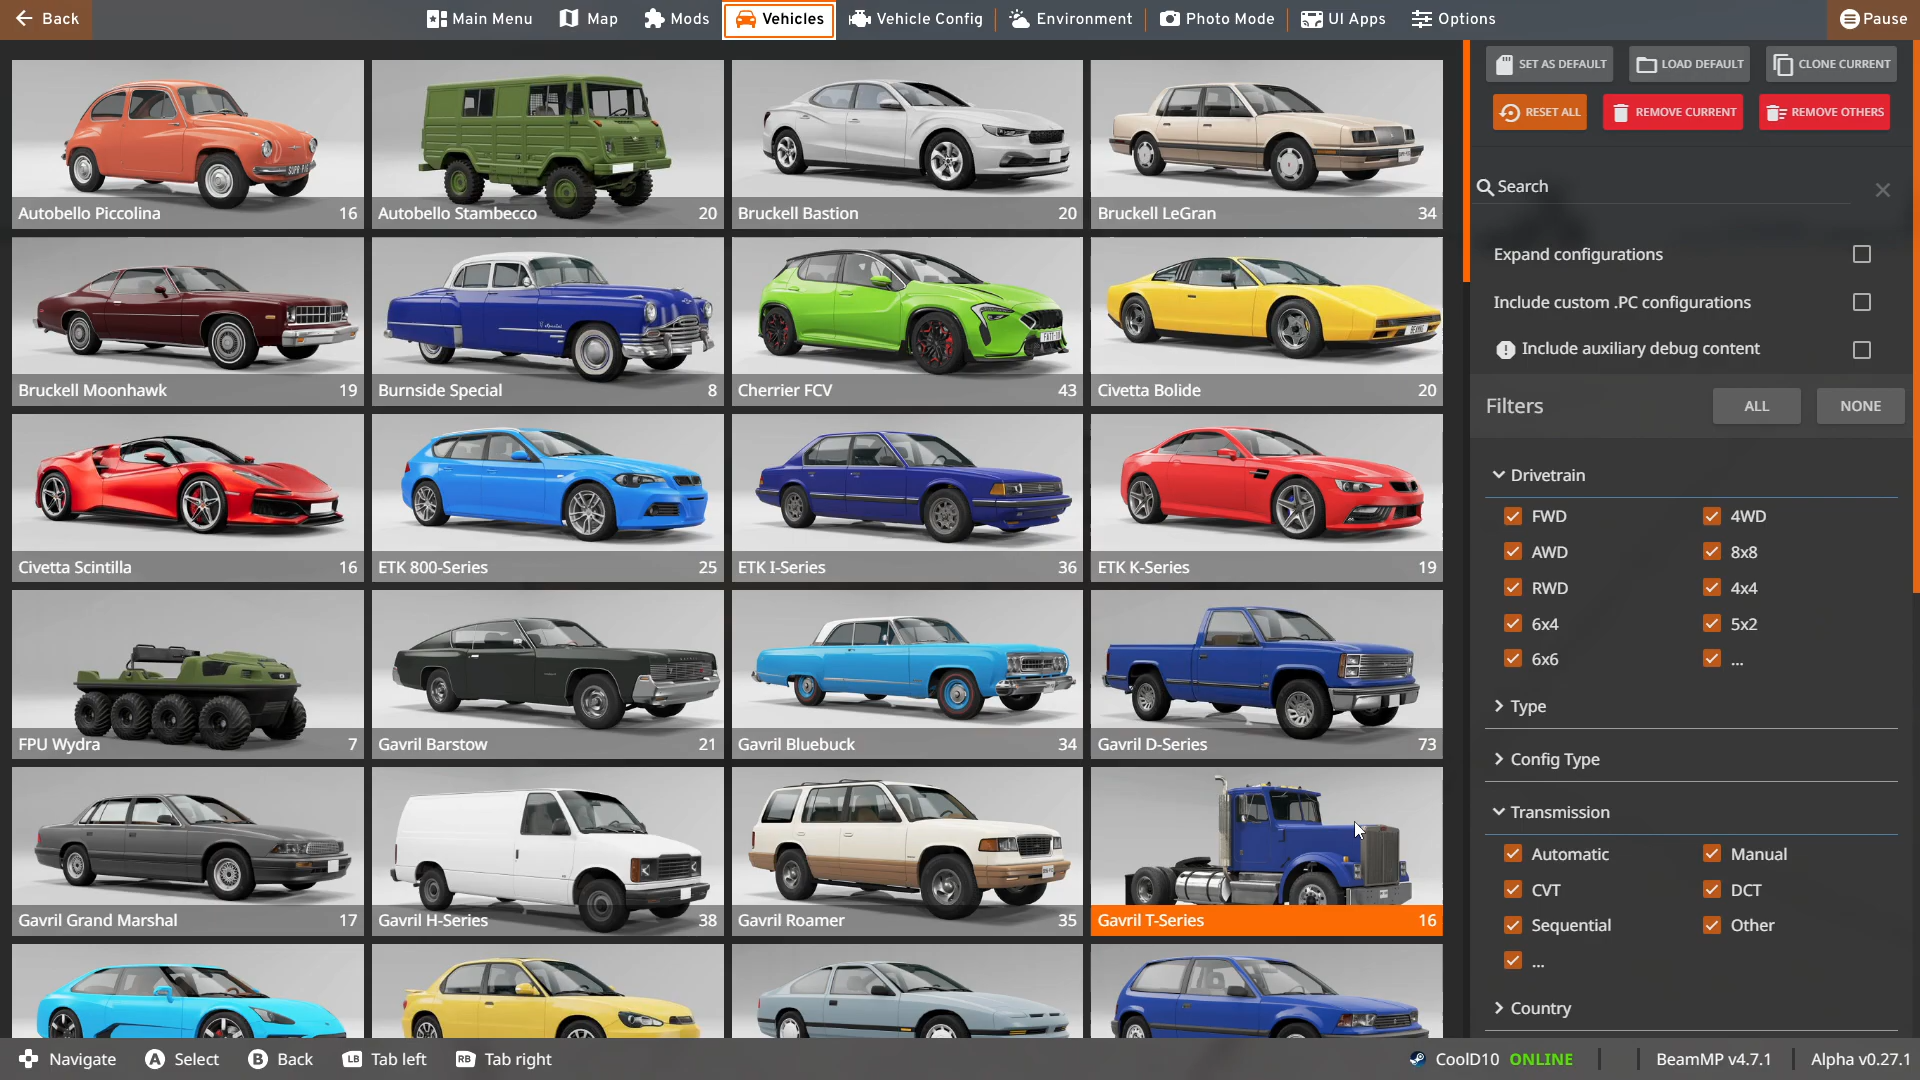 Back
Main Menu
Map
Mods
Vehicles
Vehicle Config
Environment
Photo Mode
UI Apps
Options
Pause
SET AS DEFAULT
LOAD DEFAULT
CLONE CURRENT
RESET ALL
REMOVE CURRENT
REMOVE OTHERS
Search
Expand configurations
Include custom .PC configurations
Include auxiliary debug content
Filters
ALL
NONE
Drivetrain
FWD
4WD
AWD
8x8
RWD
4x4
6x4
5x2
6x6
...
Type
Config Type
Transmission
Automatic
Manual
CVT
DCT
Sequential
Other
...
Country
Autobello Piccolina 16
Autobello Stambecco 20
Bruckell Bastion 20
Bruckell LeGran 34
Bruckell Moonhawk 19
Burnside Special 8
Cherrier FCV 43
Civetta Bolide 20
Civetta Scintilla 16
ETK 800-Series 25
ETK I-Series 36
ETK K-Series 19
FPU Wydra 7
Gavril Barstow 21
Gavril Bluebuck 34
Gavril D-Series 73
Gavril Grand Marshal 17
Gavril H-Series 38
Gavril Roamer 35
Gavril T-Series 16
Navigate
A Select
B Back
LB Tab left
RB Tab right
CoolD10 ONLINE
BeamMP v4.7.1
Alpha v0.27.1